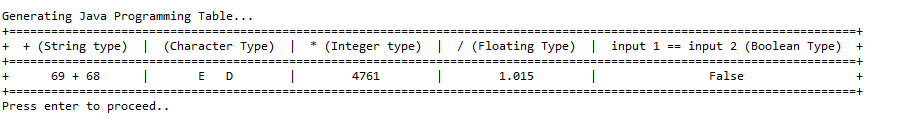 Generating Java Programming Table...
+=================================================================================================================+
+  + (String type)  |  (Character Type)  |  * (Integer type)  |  / (Floating Type)  |  input 1 == input 2 (Boolean Type)  +
+=================================================================================================================+
+      69 + 68      |       E   D        |        4761        |        1.015        |                False                +
+=================================================================================================================+
Press enter to proceed..